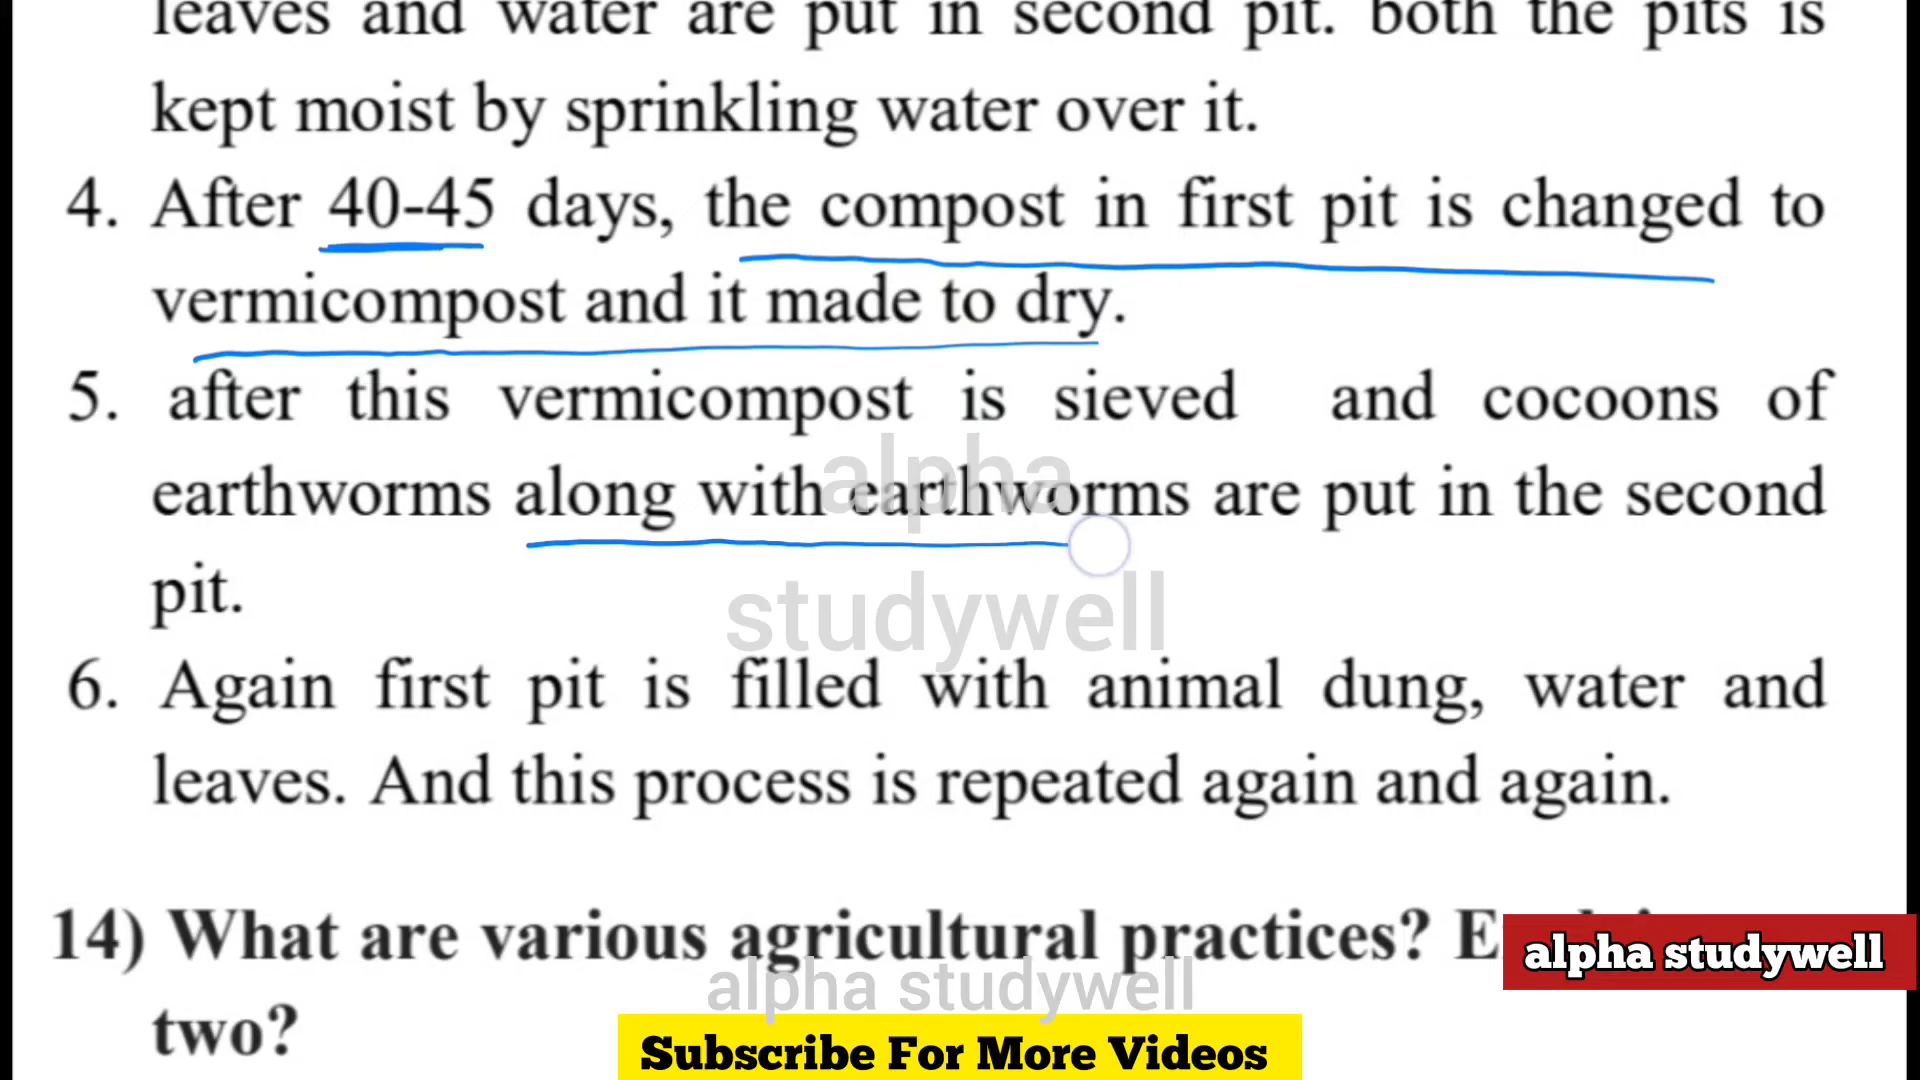 leaves and water are put in second pit. both the pits is
kept moist by sprinkling water over it.
4. After 40-45 days, the compost in first pit is changed to
vermicompost and it made to dry.
5. after this vermicompost is sieved and cocoons of
earthworms along with earthworms are put in the second
pit.
alpha
studywell
6. Again first pit is filled with animal dung, water and
leaves. And this process is repeated again and again.
14) What are various agricultural practices?
two?
alpha studywell
alpha studywell
Subscribe For More Videos